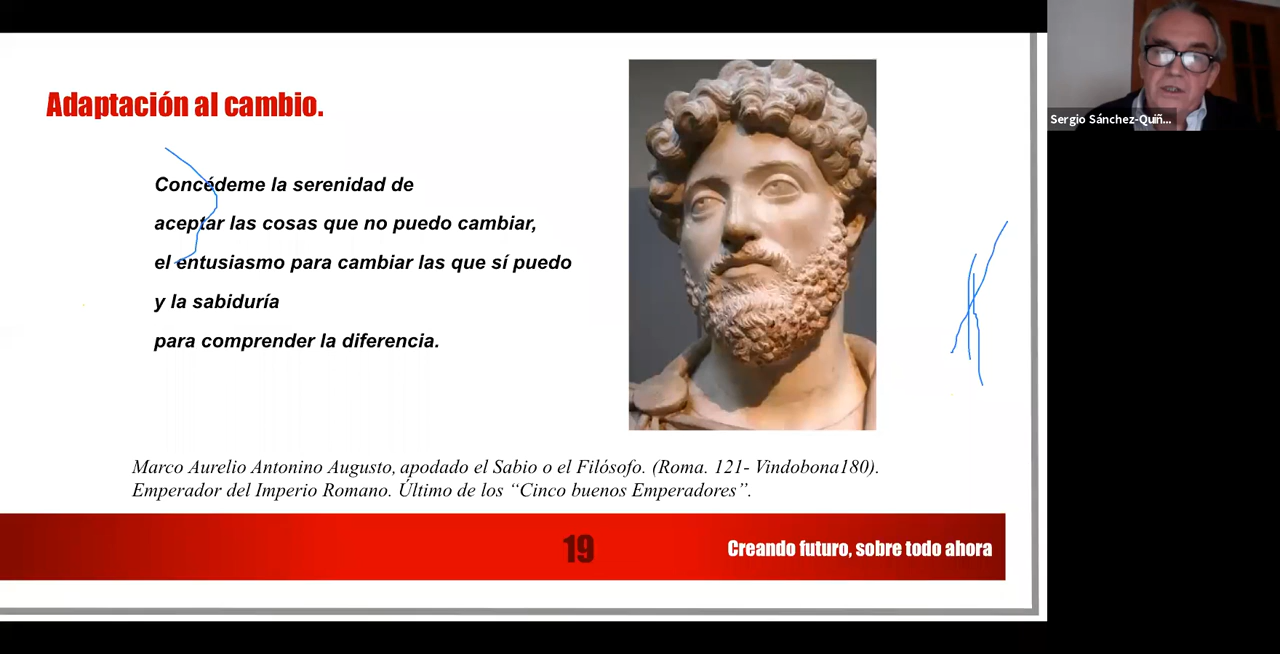 Adaptación al cambio.
Concédeme la serenidad de
aceptar las cosas que no puedo cambiar,
el entusiasmo para cambiar las que sí puedo
y la sabiduría
para comprender la diferencia.
Marco Aurelio Antonino Augusto, apodado el Sabio o el Filósofo. (Roma. 121- Vindobona180).
Emperador del Imperio Romano. Último de los “Cinco buenos Emperadores”.
19
Creando futuro, sobre todo ahora
Sergio Sánchez-Quiñ...